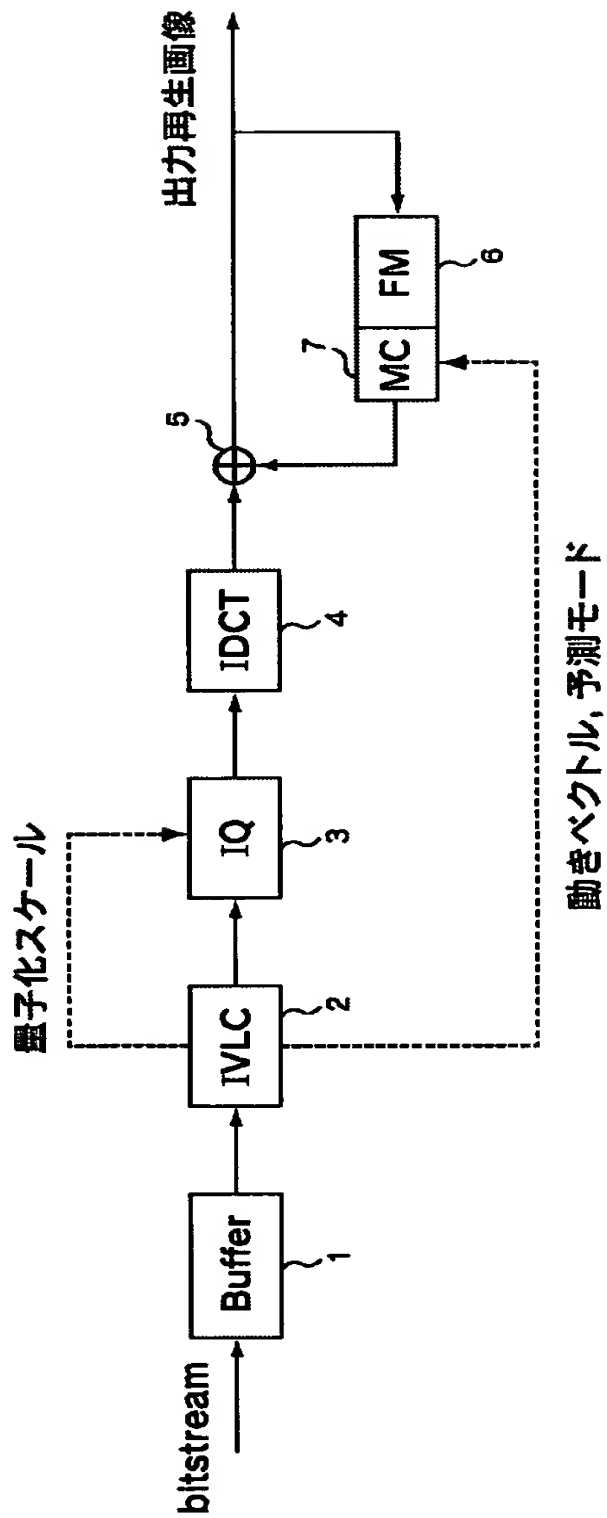 bitstream
Buffer
1
IVLC
2
量子化スケール
IQ
3
IDCT
4
5
出力再生画像
7
MC
FM
6
動きベクトル, 予測モード